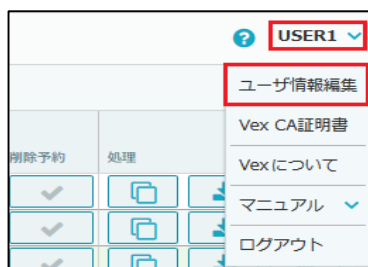 ? USER1
ユーザ情報編集
Vex CA証明書
削除予約 処理
Vexについて
マニュアル
ログアウト